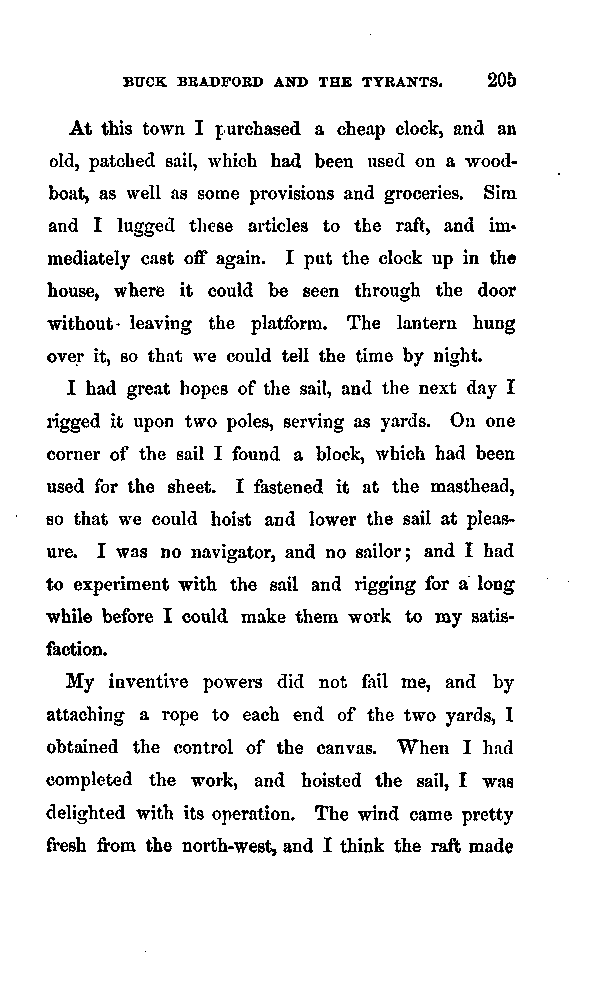 BUCK BRADFORD AND THE TYRANTS. 205
At this town I purchased a cheap clock, and an
old, patched sail, which had been used on a wood-
boat, as well as some provisions and groceries. Sim
and I lugged these articles to the raft, and im-
mediately cast off again. I put the clock up in the
house, where it could be seen through the door
without leaving the platform. The lantern hung
over it, so that we could tell the time by night.
I had great hopes of the sail, and the next day I
rigged it upon two poles, serving as yards. On one
corner of the sail I found a block, which had been
used for the sheet. I fastened it at the masthead,
so that we could hoist and lower the sail at pleas-
ure. I was no navigator, and no sailor; and I had
to experiment with the sail and rigging for a long
while before I could make them work to my satis-
faction.
My inventive powers did not fail me, and by
attaching a rope to each end of the two yards, I
obtained the control of the canvas. When I had
completed the work, and hoisted the sail, I was
delighted with its operation. The wind came pretty
fresh from the north-west, and I think the raft made